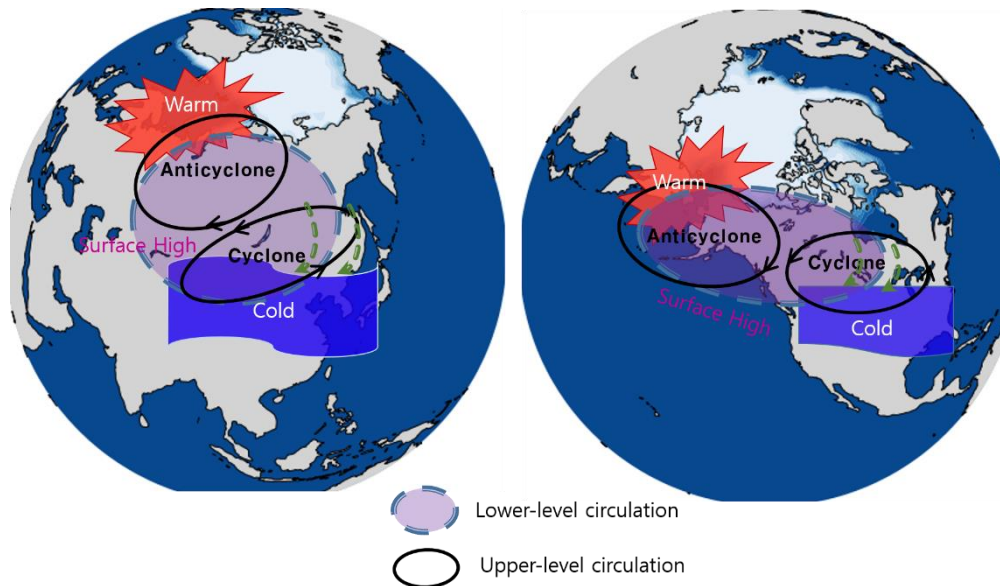 Warm
Anticyclone
Surface High
Cyclone
Cold
Warm
Anticyclone
Cyclone
Surface High
Cold
Lower-level circulation
Upper-level circulation